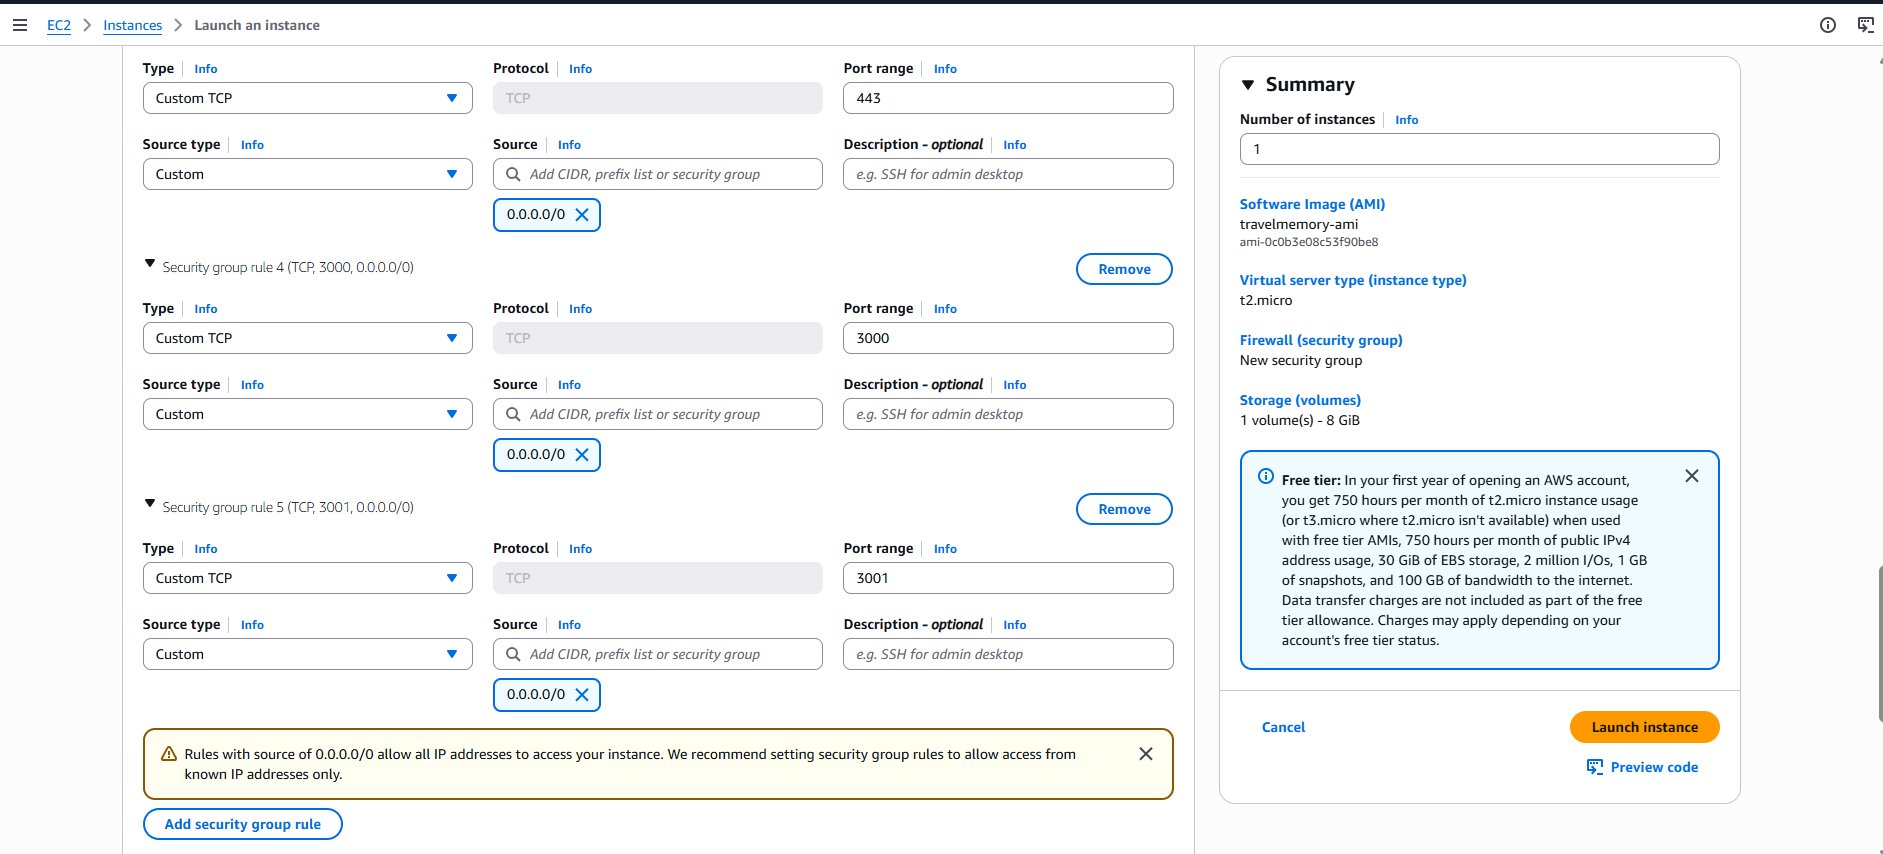 EC2 > Instances > Launch an instance
Type Info Protocol Info Port range Info
Custom TCP TCP 443
Source type Info Source Info Description - optional Info
Custom Add CIDR, prefix list or security group e.g. SSH for admin desktop
0.0.0.0/0
Security group rule 4 (TCP, 3000, 0.0.0.0/0) Remove
Type Info Protocol Info Port range Info
Custom TCP TCP 3000
Source type Info Source Info Description - optional Info
Custom Add CIDR, prefix list or security group e.g. SSH for admin desktop
0.0.0.0/0
Security group rule 5 (TCP, 3001, 0.0.0.0/0) Remove
Type Info Protocol Info Port range Info
Custom TCP TCP 3001
Source type Info Source Info Description - optional Info
Custom Add CIDR, prefix list or security group e.g. SSH for admin desktop
0.0.0.0/0
Rules with source of 0.0.0.0/0 allow all IP addresses to access your instance. We recommend setting security group rules to allow access from
known IP addresses only.
Add security group rule
Summary
Number of instances Info
1
Software Image (AMI)
travelmemory-ami
ami-0c0b3e08c53f90be8
Virtual server type (instance type)
t2.micro
Firewall (security group)
New security group
Storage (volumes)
1 volume(s) - 8 GiB
Free tier: In your first year of opening an AWS account,
you get 750 hours per month of t2.micro instance usage
(or t3.micro where t2.micro isn't available) when used
with free tier AMIs, 750 hours per month of public IPv4
address usage, 30 GiB of EBS storage, 2 million I/Os, 1 GB
of snapshots, and 100 GB of bandwidth to the internet.
Data transfer charges are not included as part of the free
tier allowance. Charges may apply depending on your
account's free tier status.
Cancel Launch instance
Preview code